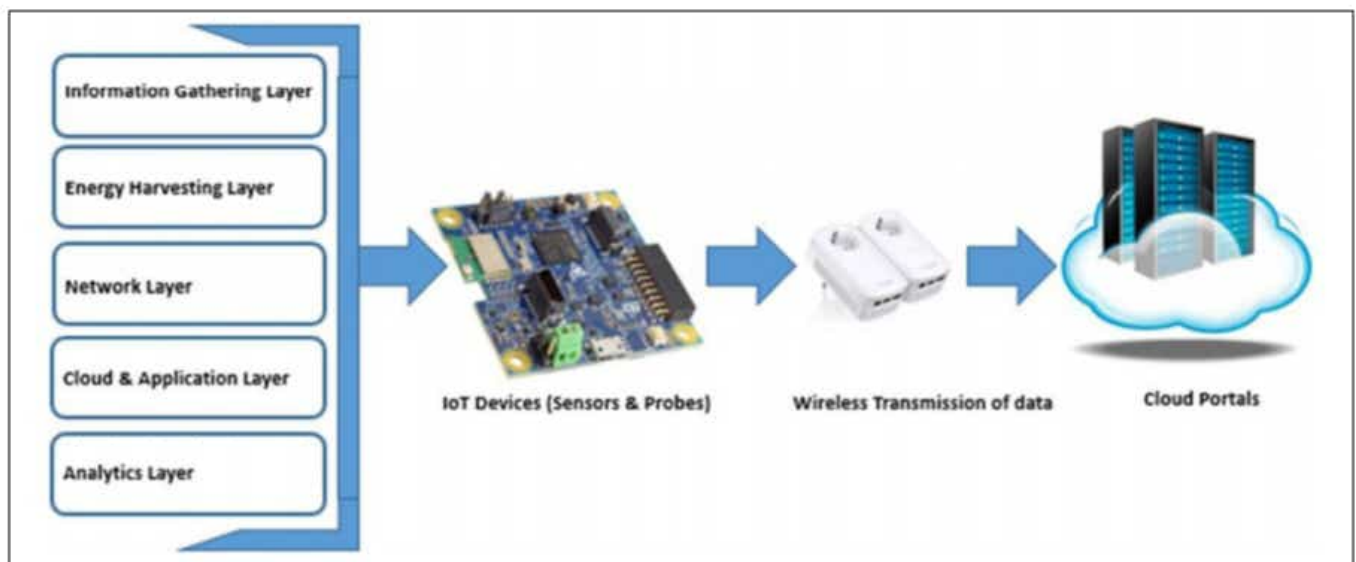 Information Gathering Layer
Energy Harvesting Layer
Network Layer
Cloud & Application Layer
Analytics Layer
IoT Devices (Sensors & Probes)
Wireless Transmission of data
Cloud Portals